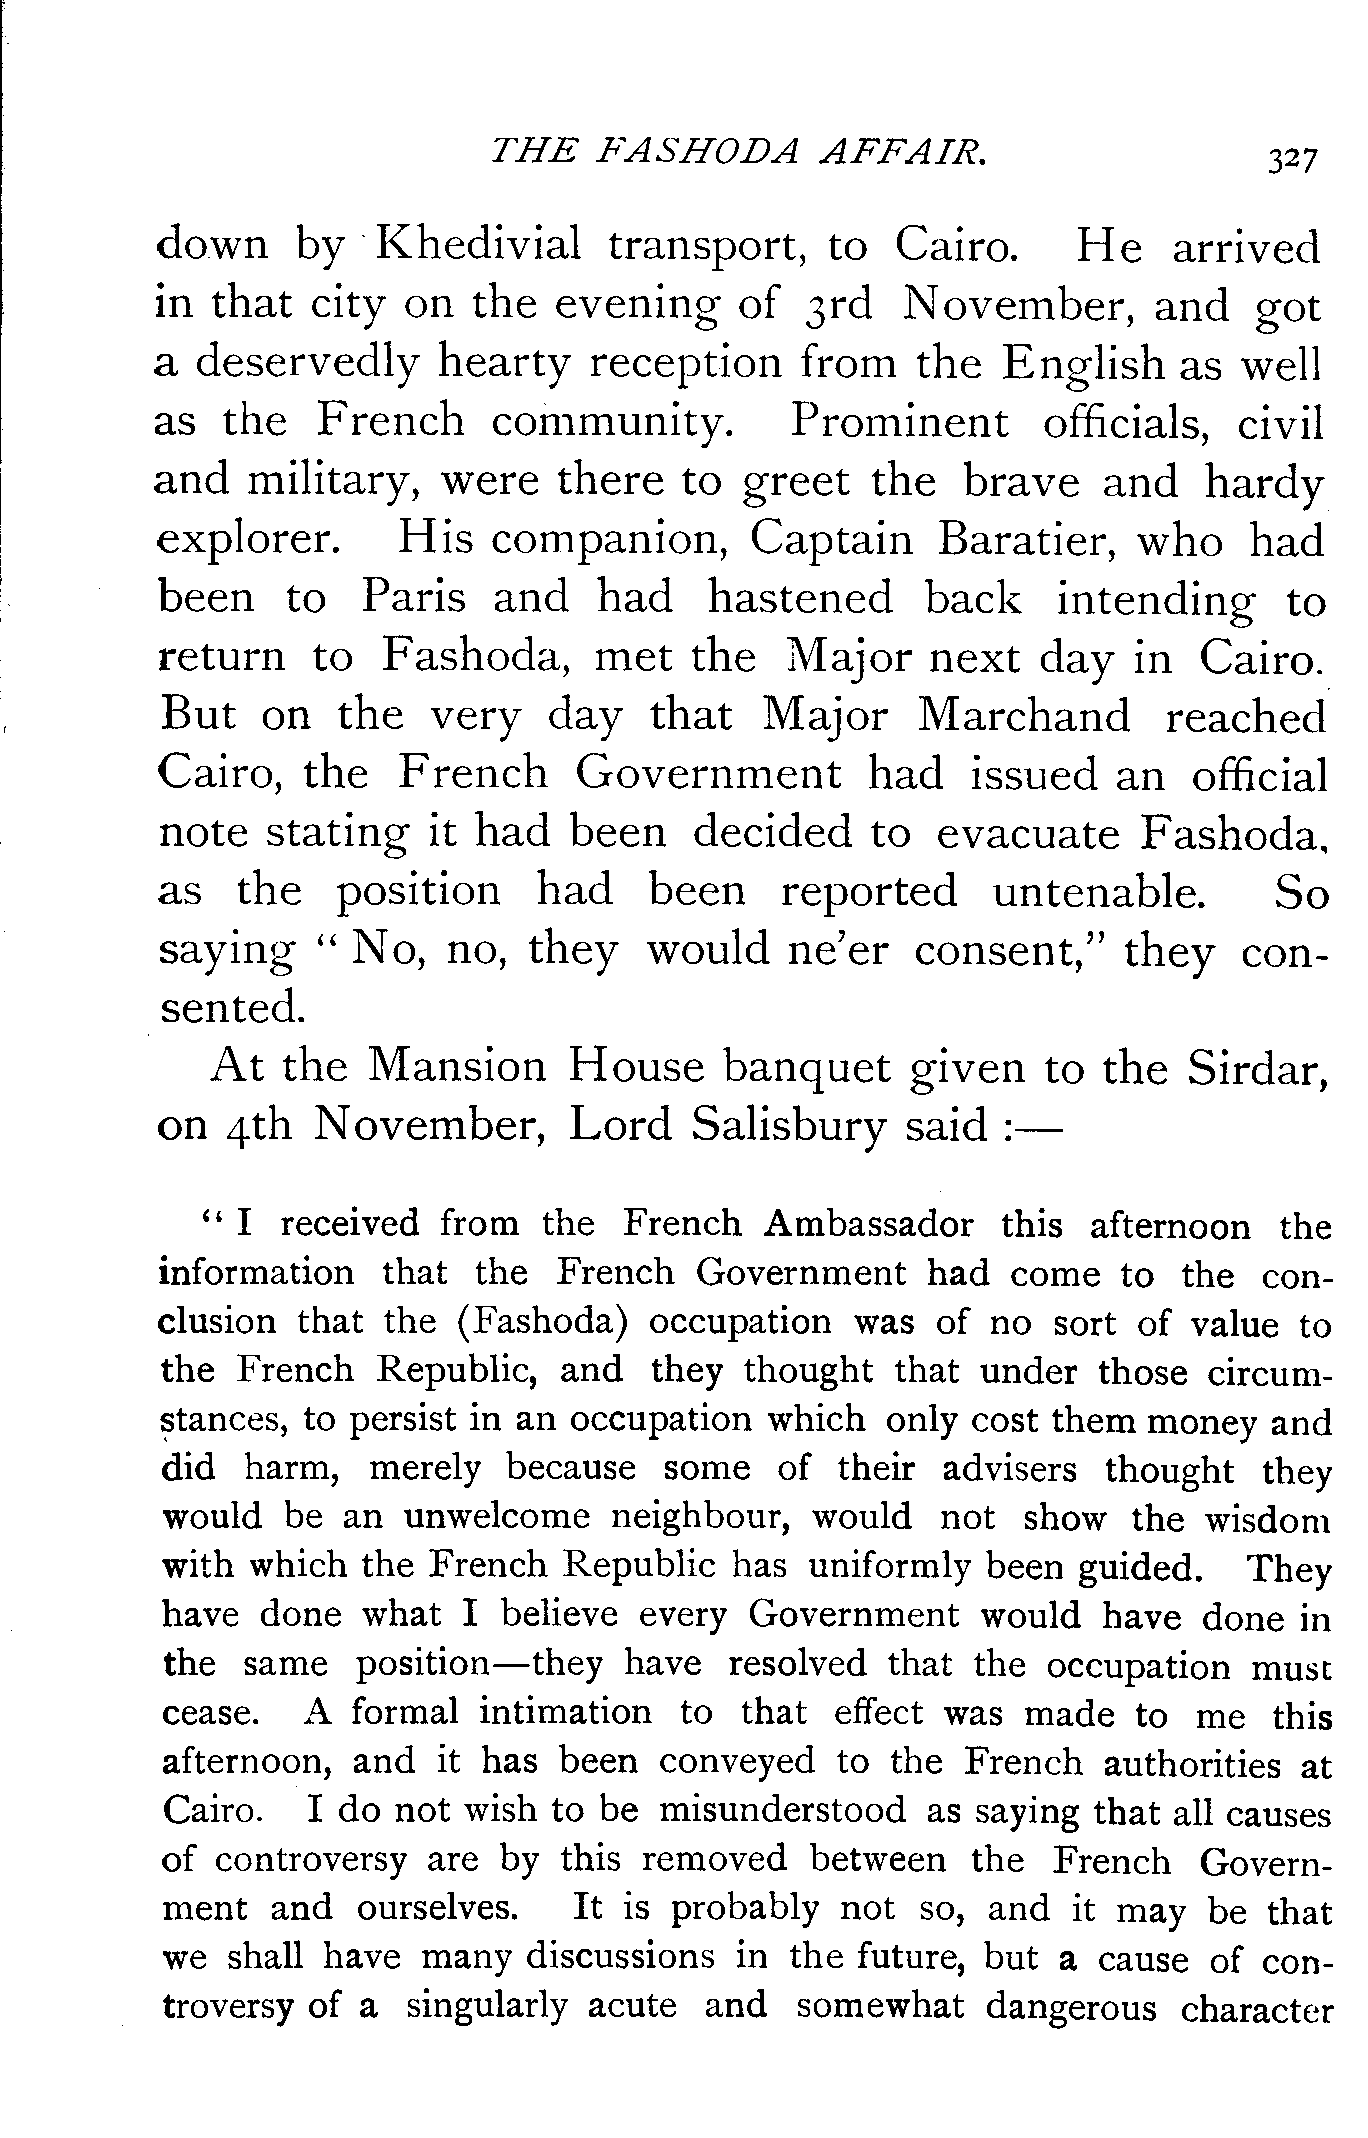 THE FASHODA AFFAIR. 327
down by Khedivial transport, to Cairo. He arrived
in that city on the evening of 3rd November, and got
a deservedly hearty reception from the English as well
as the French community. Prominent officials, civil
and military, were there to greet the brave and hardy
explorer. His companion, Captain Baratier, who had
been to Paris and had hastened back intending to
return to Fashoda, met the Major next day in Cairo.
But on the very day that Major Marchand reached
Cairo, the French Government had issued an official
note stating it had been decided to evacuate Fashoda,
as the position had been reported untenable. So
saying “ No, no, they would ne’er consent,” they con-
sented.
At the Mansion House banquet given to the Sirdar,
on 4th November, Lord Salisbury said :—
“ I received from the French Ambassador this afternoon the
information that the French Government had come to the con-
clusion that the (Fashoda) occupation was of no sort of value to
the French Republic, and they thought that under those circum-
stances, to persist in an occupation which only cost them money and
did harm, merely because some of their advisers thought they
would be an unwelcome neighbour, would not show the wisdom
with which the French Republic has uniformly been guided. They
have done what I believe every Government would have done in
the same position—they have resolved that the occupation must
cease. A formal intimation to that effect was made to me this
afternoon, and it has been conveyed to the French authorities at
Cairo. I do not wish to be misunderstood as saying that all causes
of controversy are by this removed between the French Govern-
ment and ourselves. It is probably not so, and it may be that
we shall have many discussions in the future, but a cause of con-
troversy of a singularly acute and somewhat dangerous character